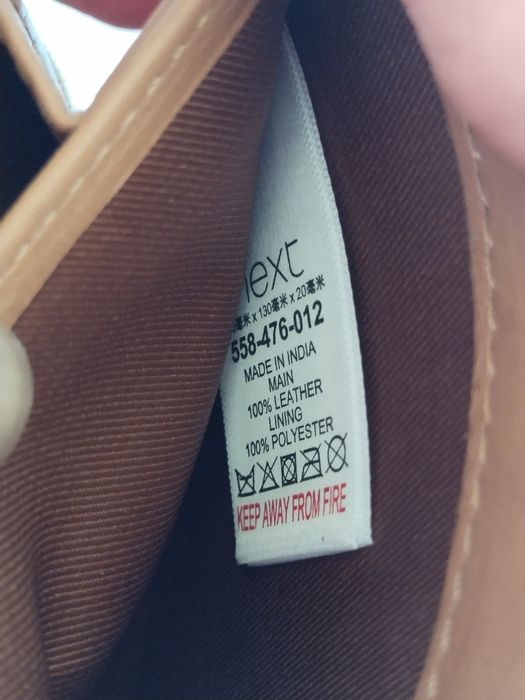 next
毫米 x 130毫米 x 20毫米
558-476-012
MADE IN INDIA
MAIN
100% LEATHER
LINING
100% POLYESTER
KEEP AWAY FROM FIRE